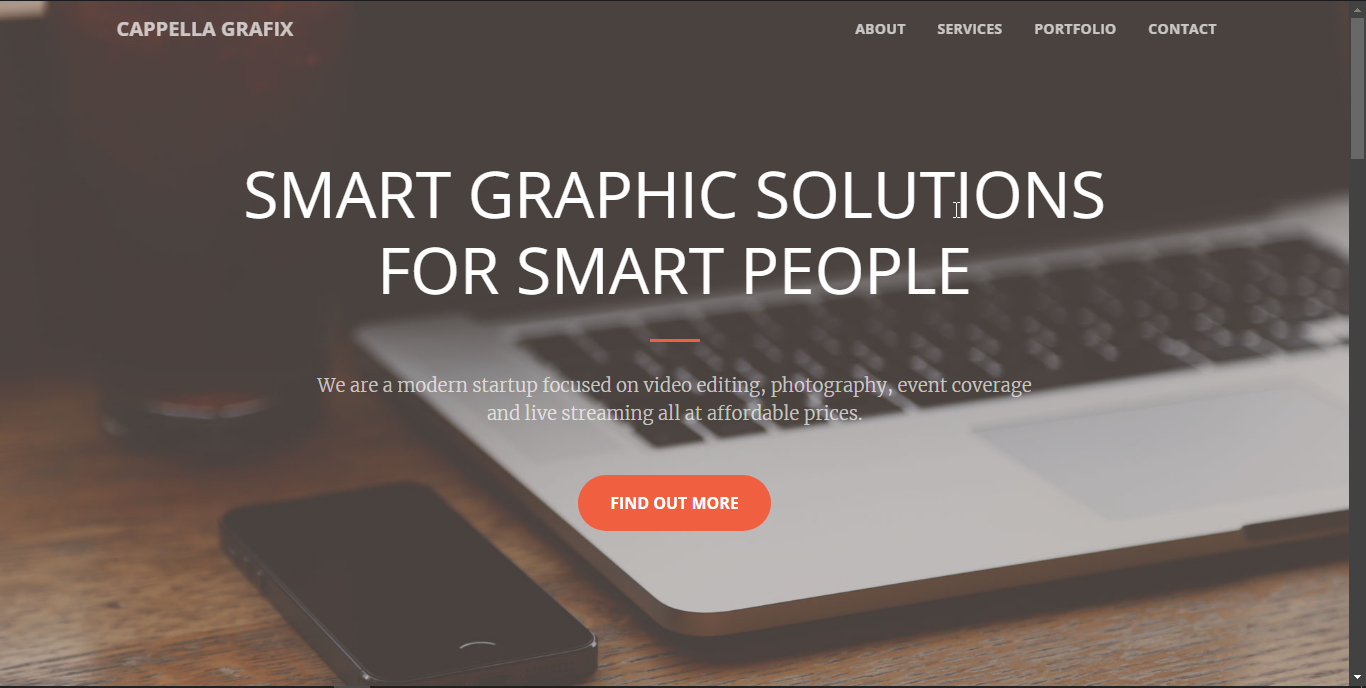 CAPPELLA GRAFIX
ABOUT SERVICES PORTFOLIO CONTACT
SMART GRAPHIC SOLUTIONS
FOR SMART PEOPLE
We are a modern startup focused on video editing, photography, event coverage
and live streaming all at affordable prices.
FIND OUT MORE